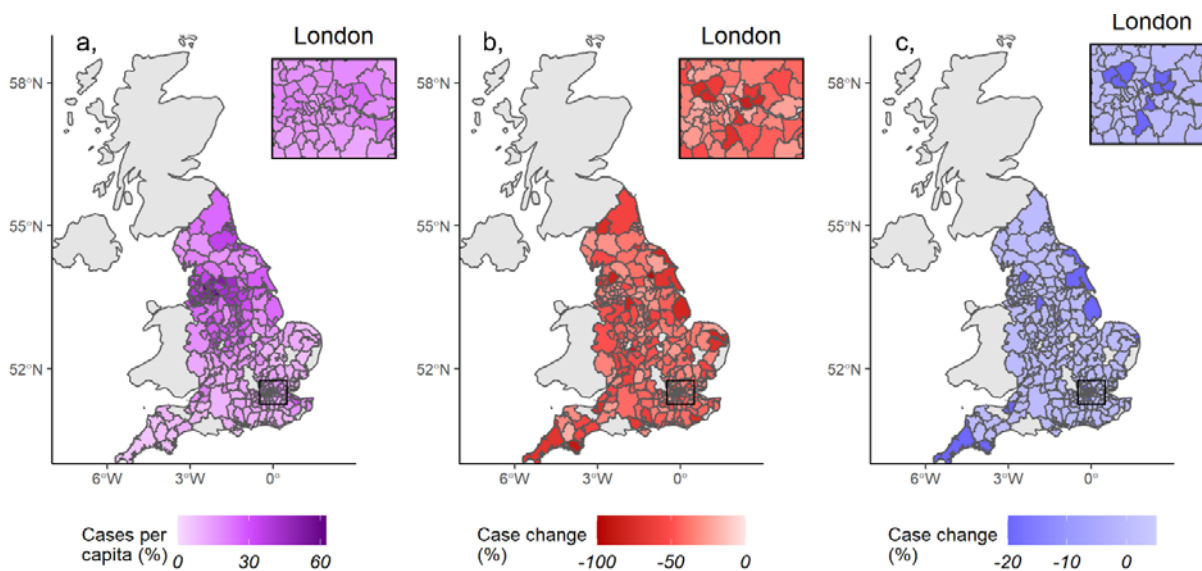 a,
London
58°N
55°N
52°N
6°W 3°W 0°
Cases per
capita (%)
0 30 60
b,
London
58°N
55°N
52°N
6°W 3°W 0°
Case change
(%)
-100 -50 0
c,
London
58°N
55°N
52°N
6°W 3°W 0°
Case change
(%)
-20 -10 0